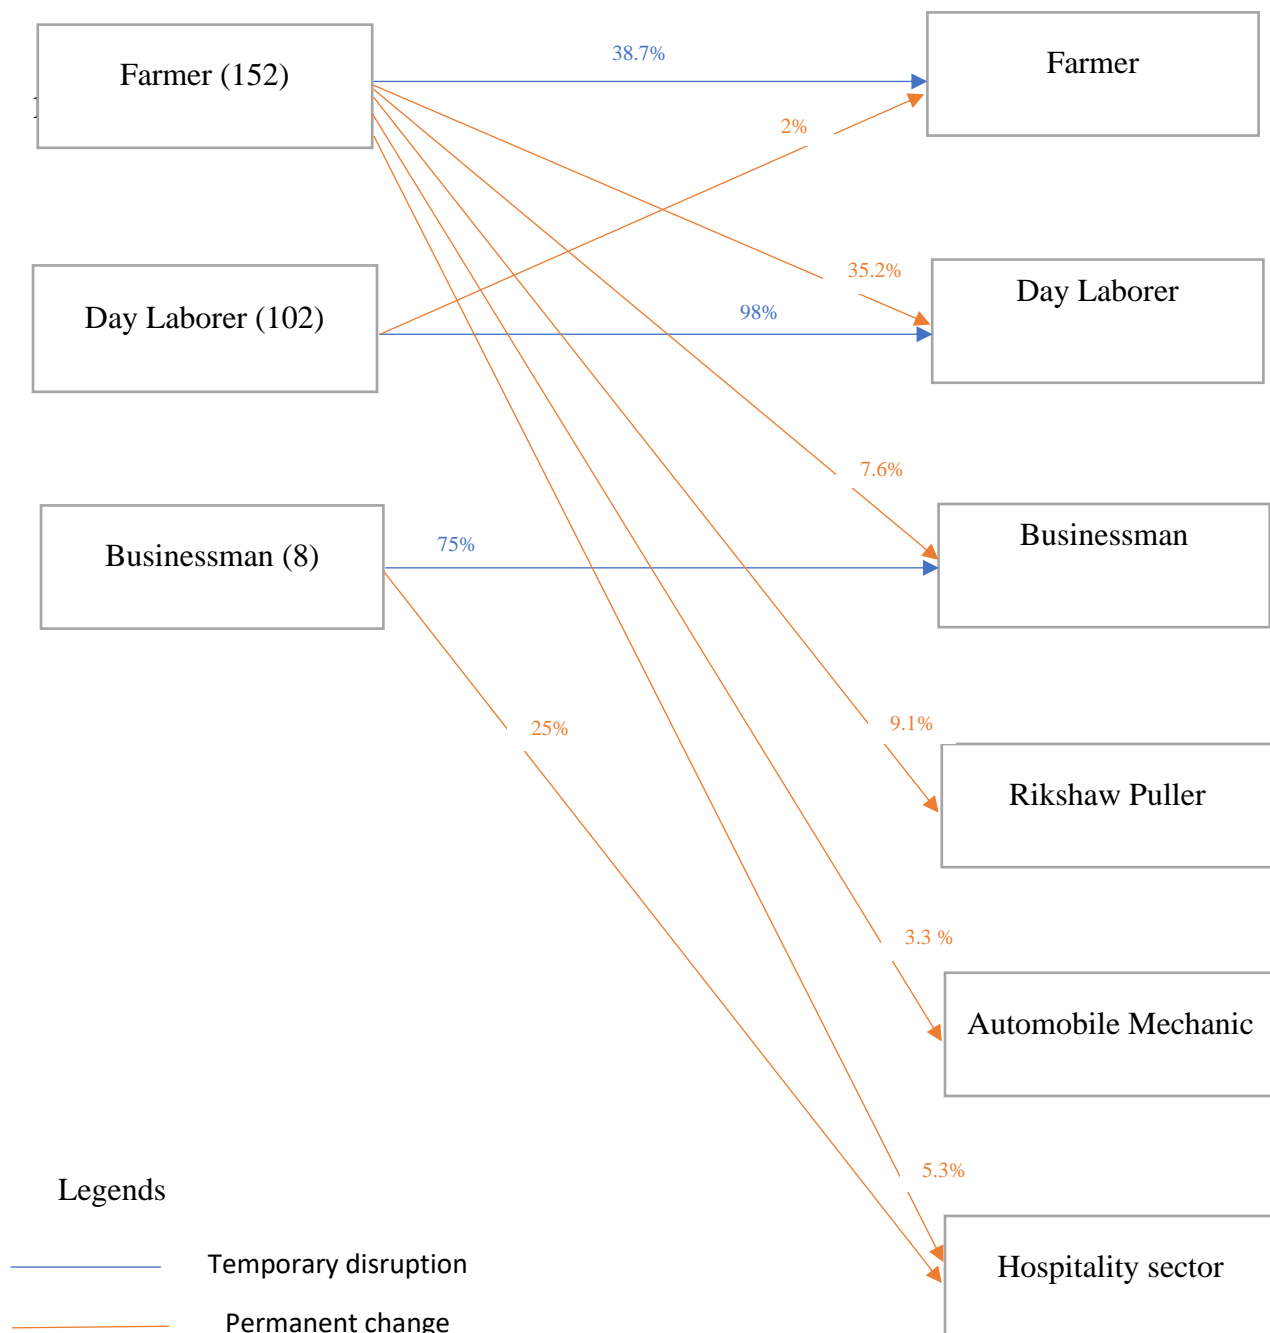 Farmer (152)
38.7%
Farmer
2%
Day Laborer (102)
35.2%
98%
Day Laborer
7.6%
Businessman (8)
75%
Businessman
25%
9.1%
Rikshaw Puller
3.3 %
Automobile Mechanic
5.3%
Hospitality sector
Legends
Temporary disruption
Permanent change